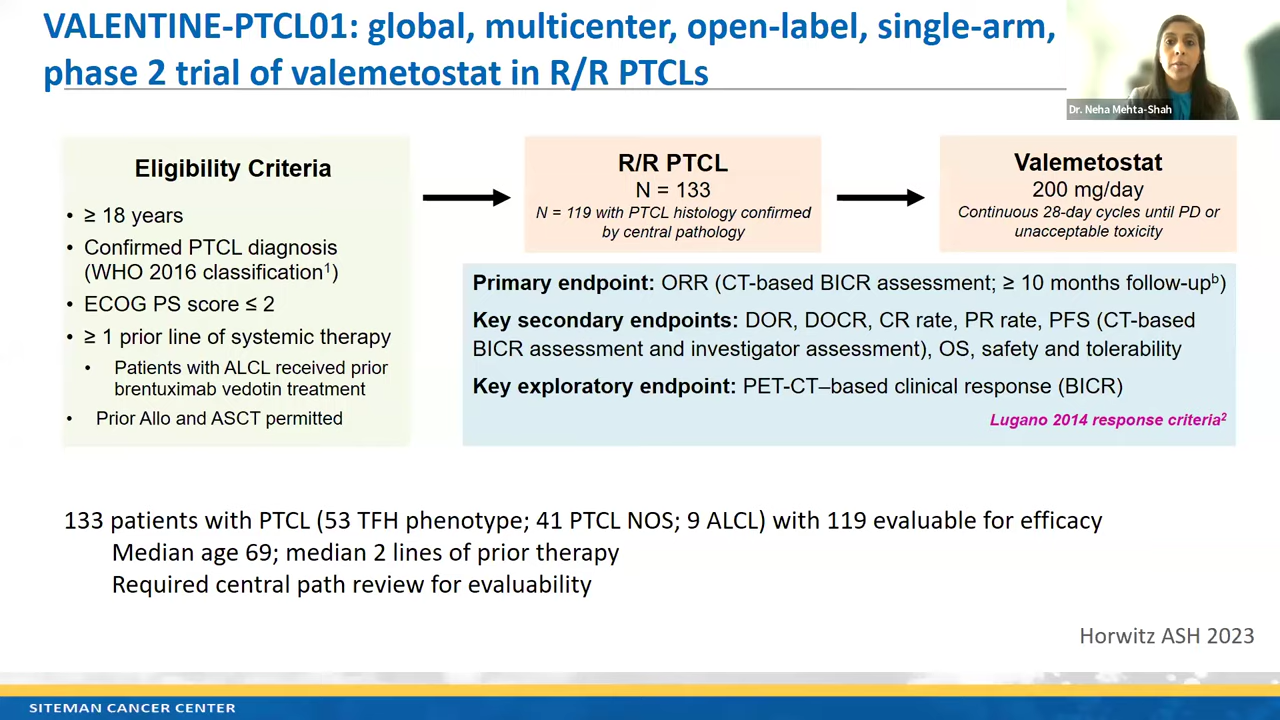 VALENTINE-PTCL01: global, multicenter, open-label, single-arm,
phase 2 trial of valemetostat in R/R PTCLs
Dr. Neha Mehta-Shah
Eligibility Criteria
• ≥ 18 years
• Confirmed PTCL diagnosis
(WHO 2016 classification¹)
• ECOG PS score ≤ 2
• ≥ 1 prior line of systemic therapy
• Patients with ALCL received prior
brentuximab vedotin treatment
• Prior Allo and ASCT permitted
R/R PTCL
N = 133
N = 119 with PTCL histology confirmed
by central pathology
Valemetostat
200 mg/day
Continuous 28-day cycles until PD or
unacceptable toxicity
Primary endpoint: ORR (CT-based BICR assessment; ≥ 10 months follow-upᵇ)
Key secondary endpoints: DOR, DOCR, CR rate, PR rate, PFS (CT-based
BICR assessment and investigator assessment), OS, safety and tolerability
Key exploratory endpoint: PET-CT–based clinical response (BICR)
Lugano 2014 response criteria²
133 patients with PTCL (53 TFH phenotype; 41 PTCL NOS; 9 ALCL) with 119 evaluable for efficacy
Median age 69; median 2 lines of prior therapy
Required central path review for evaluability
Horwitz ASH 2023
SITEMAN CANCER CENTER